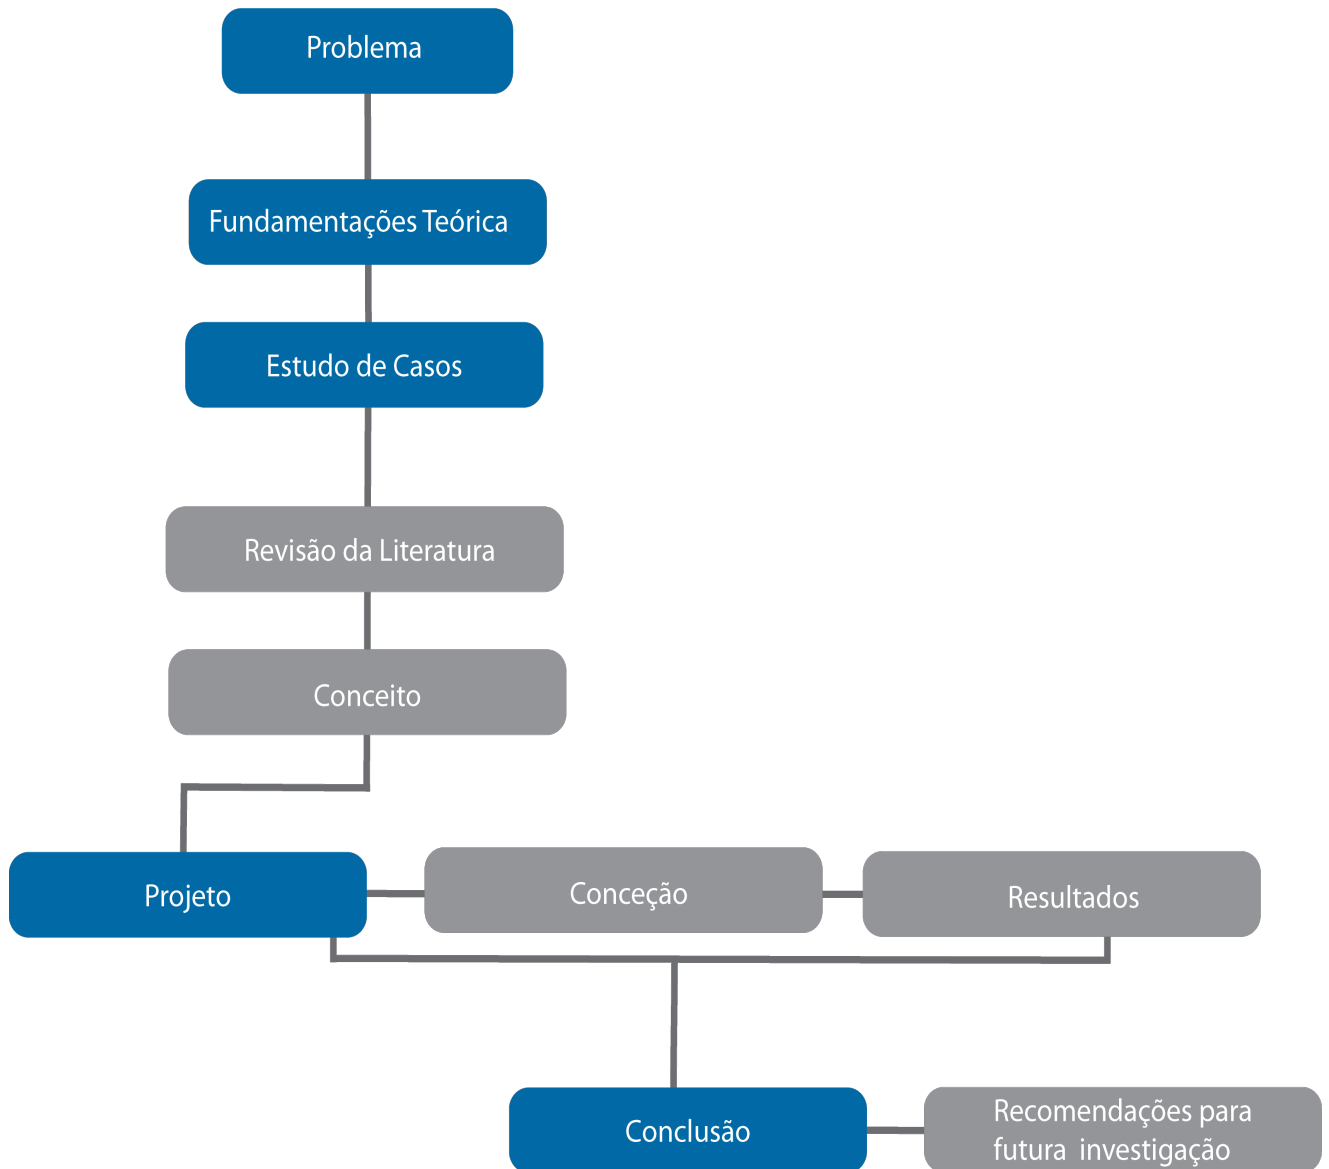 Problema
Fundamentações Teórica
Estudo de Casos
Revisão da Literatura
Conceito
Projeto
Conceção
Resultados
Conclusão
Recomendações para
futura investigação